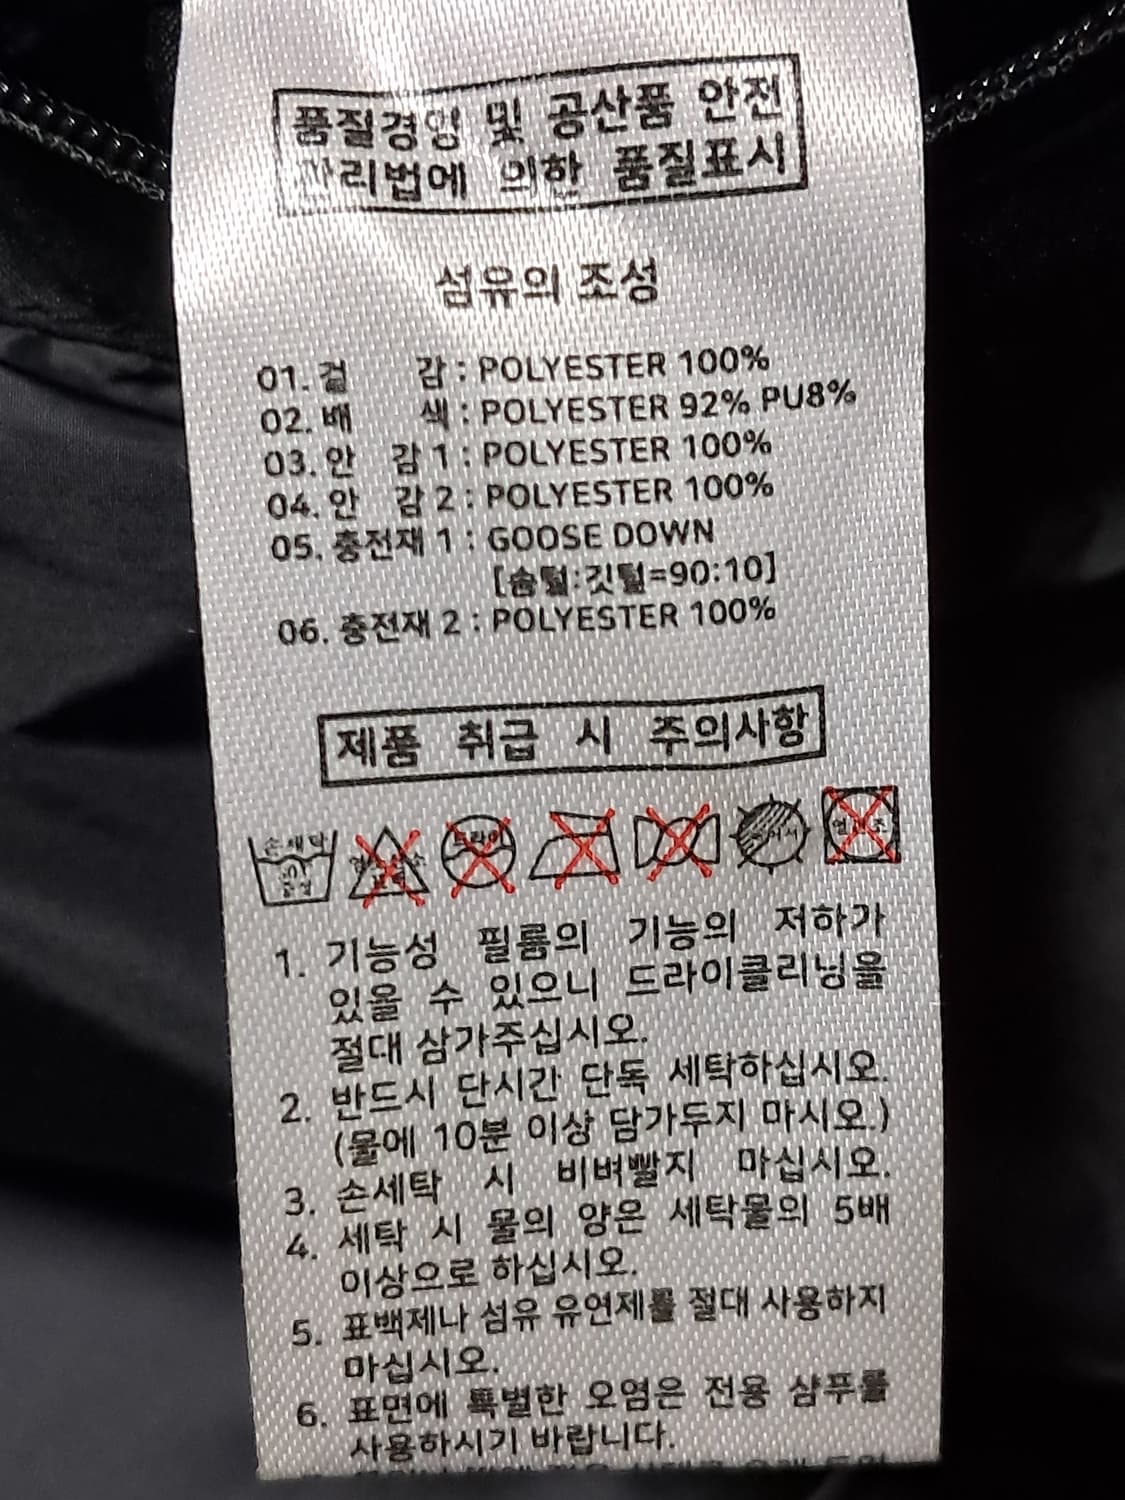 품질경영 및 공산품 안전
관리법에 의한 품질표시
섬유의 조성
01. 겉 감 : POLYESTER 100%
02. 배 색 : POLYESTER 92% PU8%
03. 안 감 1 : POLYESTER 100%
04. 안 감 2 : POLYESTER 100%
05. 충전재 1 : GOOSE DOWN
[솜털:깃털=90:10]
06. 충전재 2 : POLYESTER 100%
제품 취급 시 주의사항
손세탁 드라이
1. 기능성 필름의 기능의 저하가
있을 수 있으니 드라이클리닝을
절대 삼가주십시오.
2. 반드시 단시간 단독 세탁하십시오.
(물에 10분 이상 담가두지 마시오.)
3. 손세탁 시 비벼빨지 마십시오.
4. 세탁 시 물의 양은 세탁물의 5배
이상으로 하십시오.
5. 표백제나 섬유 유연제를 절대 사용하지
마십시오.
6. 표면에 특별한 오염은 전용 샴푸를
사용하시기 바랍니다.